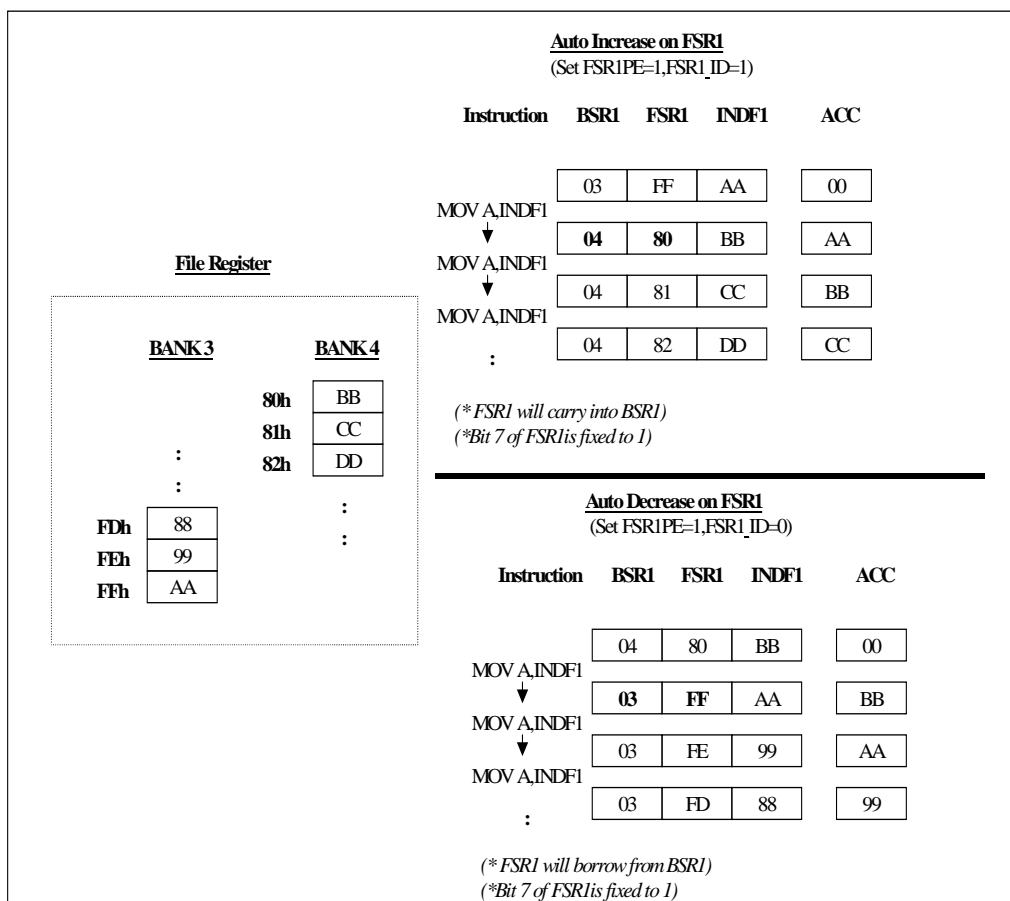 Auto Increase on FSR1
(Set FSR1PE=1,FSR1_ID=1)
Instruction BSR1 FSR1 INDF1 ACC
03 FF AA 00
MOV A,INDF1
04 80 BB AA
MOV A,INDF1
04 81 CC BB
MOV A,INDF1
04 82 DD CC
:
(* FSR1 will carry into BSR1)
(*Bit 7 of FSR1is fixed to 1)
File Register
BANK 3 BANK 4
80h BB
81h CC
82h DD
:
:
:
:
FDh 88
FEh 99
FFh AA
Auto Decrease on FSR1
(Set FSR1PE=1,FSR1_ID=0)
Instruction BSR1 FSR1 INDF1 ACC
04 80 BB 00
MOV A,INDF1
03 FF AA BB
MOV A,INDF1
03 FE 99 AA
MOV A,INDF1
03 FD 88 99
:
(* FSR1 will borrow from BSR1)
(*Bit 7 of FSR1is fixed to 1)